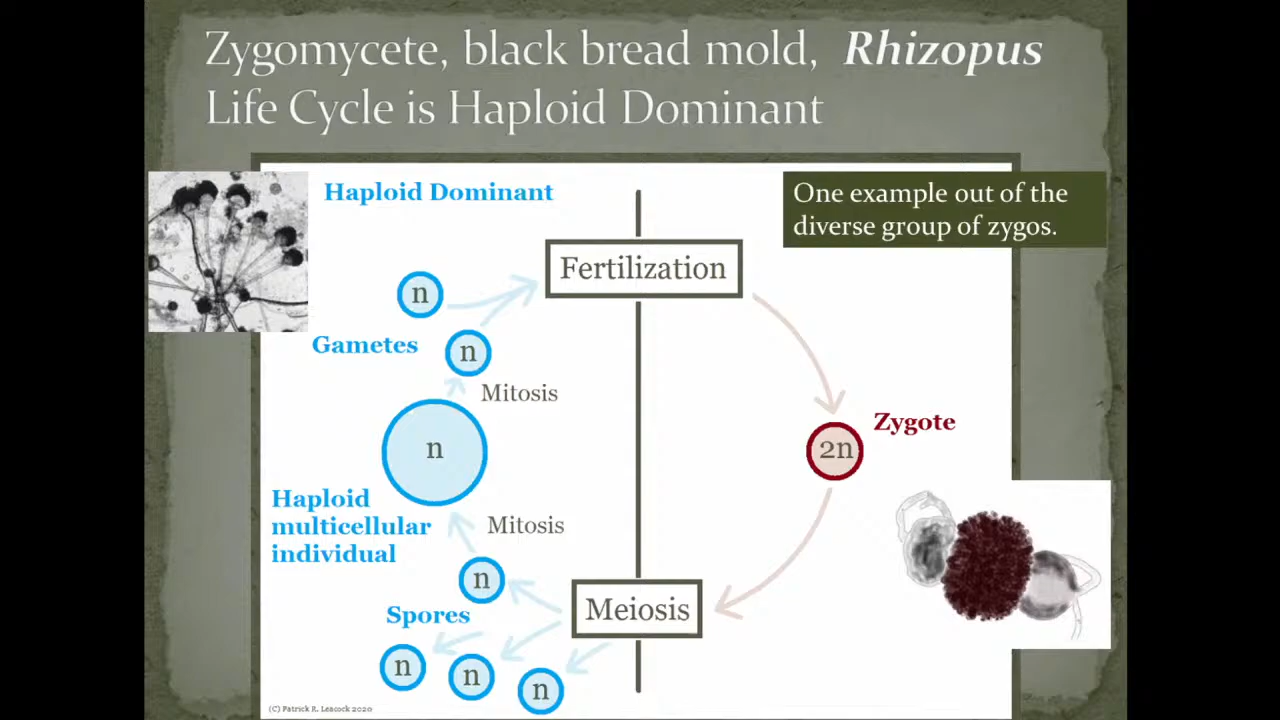 Zygomycete, black bread mold, Rhizopus
Life Cycle is Haploid Dominant
Haploid Dominant
One example out of the
diverse group of zygos.
Fertilization
n
Gametes
n
Mitosis
n
Zygote
2n
Haploid
multicellular
individual
Mitosis
n
Meiosis
Spores
n
n
n
(C) Patrick R. Leacock 2020